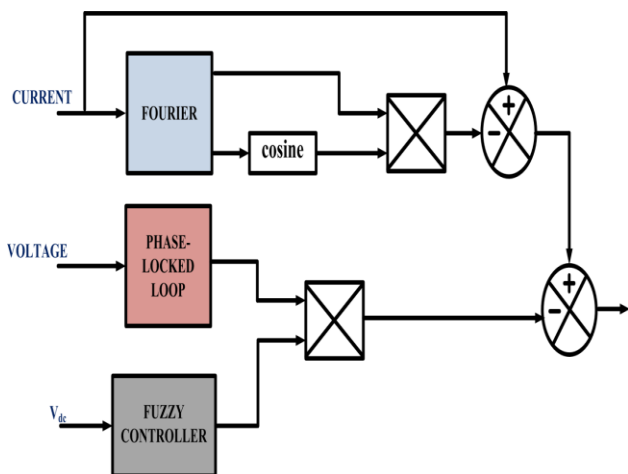 CURRENT
FOURIER
cosine
+
-
VOLTAGE
PHASE-
LOCKED
LOOP
+
-
Vdc
FUZZY
CONTROLLER